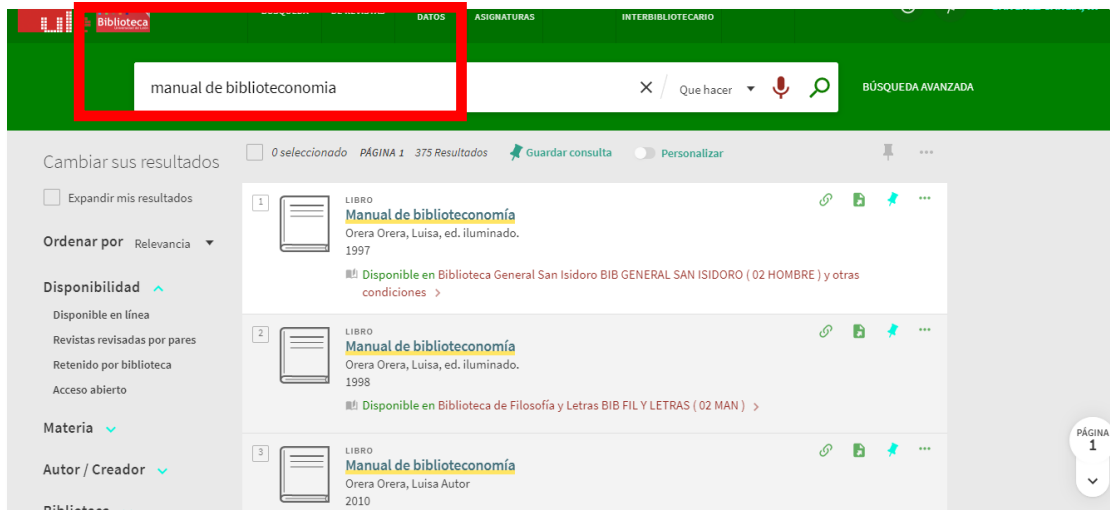 Biblioteca
DATOS
ASIGNATURAS
INTERBIBLIOTECARIO
manual de biblioteconomia
Que hacer
BÚSQUEDA AVANZADA
Cambiar sus resultados
0 seleccionado PÁGINA 1 375 Resultados Guardar consulta Personalizar
Expandir mis resultados
Ordenar por Relevancia
Disponibilidad
Disponible en línea
Revistas revisadas por pares
Retenido por biblioteca
Acceso abierto
Materia
Autor / Creador
1
LIBRO
Manual de biblioteconomía
Orera Orera, Luisa, ed. iluminado.
1997
Disponible en Biblioteca General San Isidoro BIB GENERAL SAN ISIDORO ( 02 HOMBRE ) y otras
condiciones >
2
LIBRO
Manual de biblioteconomía
Orera Orera, Luisa, ed. iluminado.
1998
Disponible en Biblioteca de Filosofía y Letras BIB FIL Y LETRAS ( 02 MAN ) >
3
LIBRO
Manual de biblioteconomía
Orera Orera, Luisa Autor
2010
PÁGINA
1